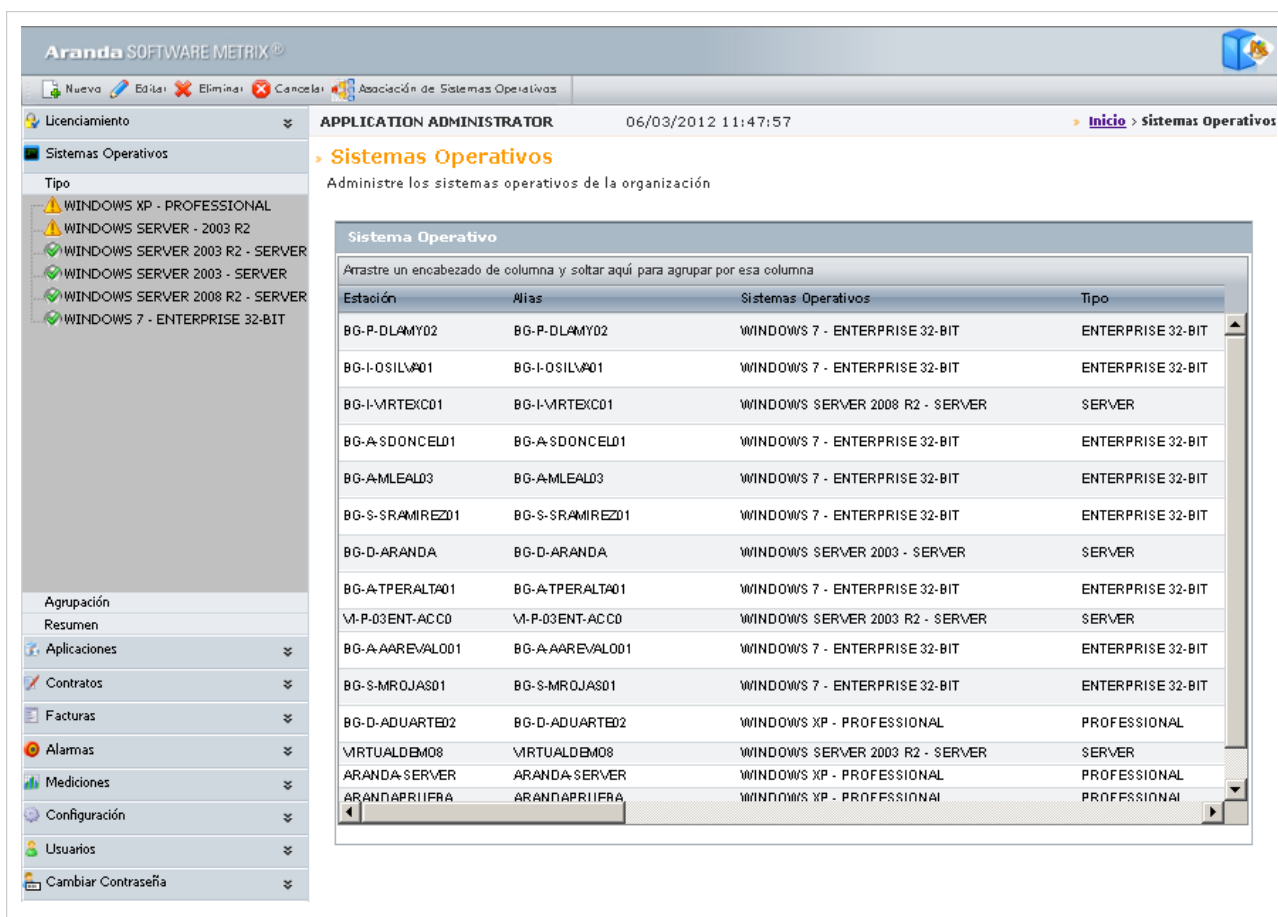 Aranda SOFTWARE METRIX ®
Nuevo Editar Eliminar Cancelar Asociación de Sistemas Operativos
Licenciamiento
APPLICATION ADMINISTRATOR 06/03/2012 11:47:57 » Inicio > Sistemas Operativos
Sistemas Operativos
» Sistemas Operativos
Administre los sistemas operativos de la organización
Tipo
WINDOWS XP - PROFESSIONAL
WINDOWS SERVER - 2003 R2
WINDOWS SERVER 2003 R2 - SERVER
WINDOWS SERVER 2003 - SERVER
WINDOWS SERVER 2008 R2 - SERVER
WINDOWS 7 - ENTERPRISE 32-BIT
Agrupación
Resumen
Aplicaciones
Contratos
Facturas
Alarmas
Mediciones
Configuración
Usuarios
Cambiar Contraseña
Sistema Operativo
Arrastre un encabezado de columna y soltar aquí para agrupar por esa columna
Estación Alias Sistemas Operativos Tipo
BG-P-DLAMY02 BG-P-DLAMY02 WINDOWS 7 - ENTERPRISE 32-BIT ENTERPRISE 32-BIT
BG-I-OSILVA01 BG-I-OSILVA01 WINDOWS 7 - ENTERPRISE 32-BIT ENTERPRISE 32-BIT
BG-I-VIRTEXC01 BG-I-VIRTEXC01 WINDOWS SERVER 2008 R2 - SERVER SERVER
BG-A-SDONCEL01 BG-A-SDONCEL01 WINDOWS 7 - ENTERPRISE 32-BIT ENTERPRISE 32-BIT
BG-A-MLEAL03 BG-A-MLEAL03 WINDOWS 7 - ENTERPRISE 32-BIT ENTERPRISE 32-BIT
BG-S-SRAMIREZ01 BG-S-SRAMIREZ01 WINDOWS 7 - ENTERPRISE 32-BIT ENTERPRISE 32-BIT
BG-D-ARANDA BG-D-ARANDA WINDOWS SERVER 2003 - SERVER SERVER
BG-A-TPERALTA01 BG-A-TPERALTA01 WINDOWS 7 - ENTERPRISE 32-BIT ENTERPRISE 32-BIT
VI-P-03ENT-ACC0 VI-P-03ENT-ACC0 WINDOWS SERVER 2003 R2 - SERVER SERVER
BG-A-AAREVALO01 BG-A-AAREVALO01 WINDOWS 7 - ENTERPRISE 32-BIT ENTERPRISE 32-BIT
BG-S-MROJAS01 BG-S-MROJAS01 WINDOWS 7 - ENTERPRISE 32-BIT ENTERPRISE 32-BIT
BG-D-ADUARTE02 BG-D-ADUARTE02 WINDOWS XP - PROFESSIONAL PROFESSIONAL
VIRTUALDEMO8 VIRTUALDEMO8 WINDOWS SERVER 2003 R2 - SERVER SERVER
ARANDA-SERVER ARANDA-SERVER WINDOWS XP - PROFESSIONAL PROFESSIONAL
ARANDAPRUEBA ARANDAPRUEBA WINDOWS XP - PROFESSIONAL PROFESSIONAL